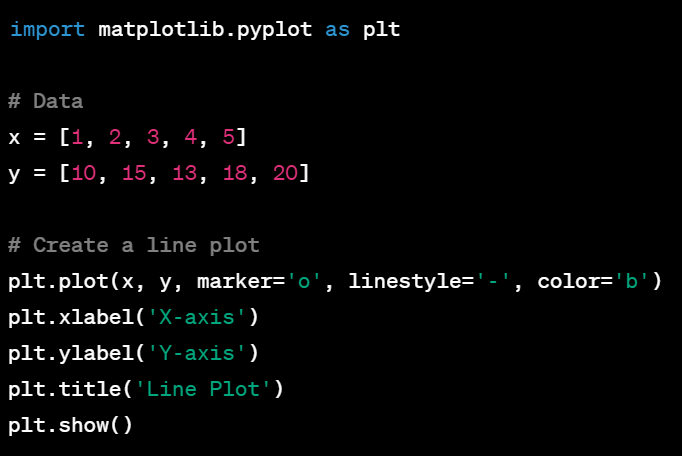 import matplotlib.pyplot as plt
# Data
x = [1, 2, 3, 4, 5]
y = [10, 15, 13, 18, 20]
# Create a line plot
plt.plot(x, y, marker='o', linestyle='-', color='b')
plt.xlabel('X-axis')
plt.ylabel('Y-axis')
plt.title('Line Plot')
plt.show()